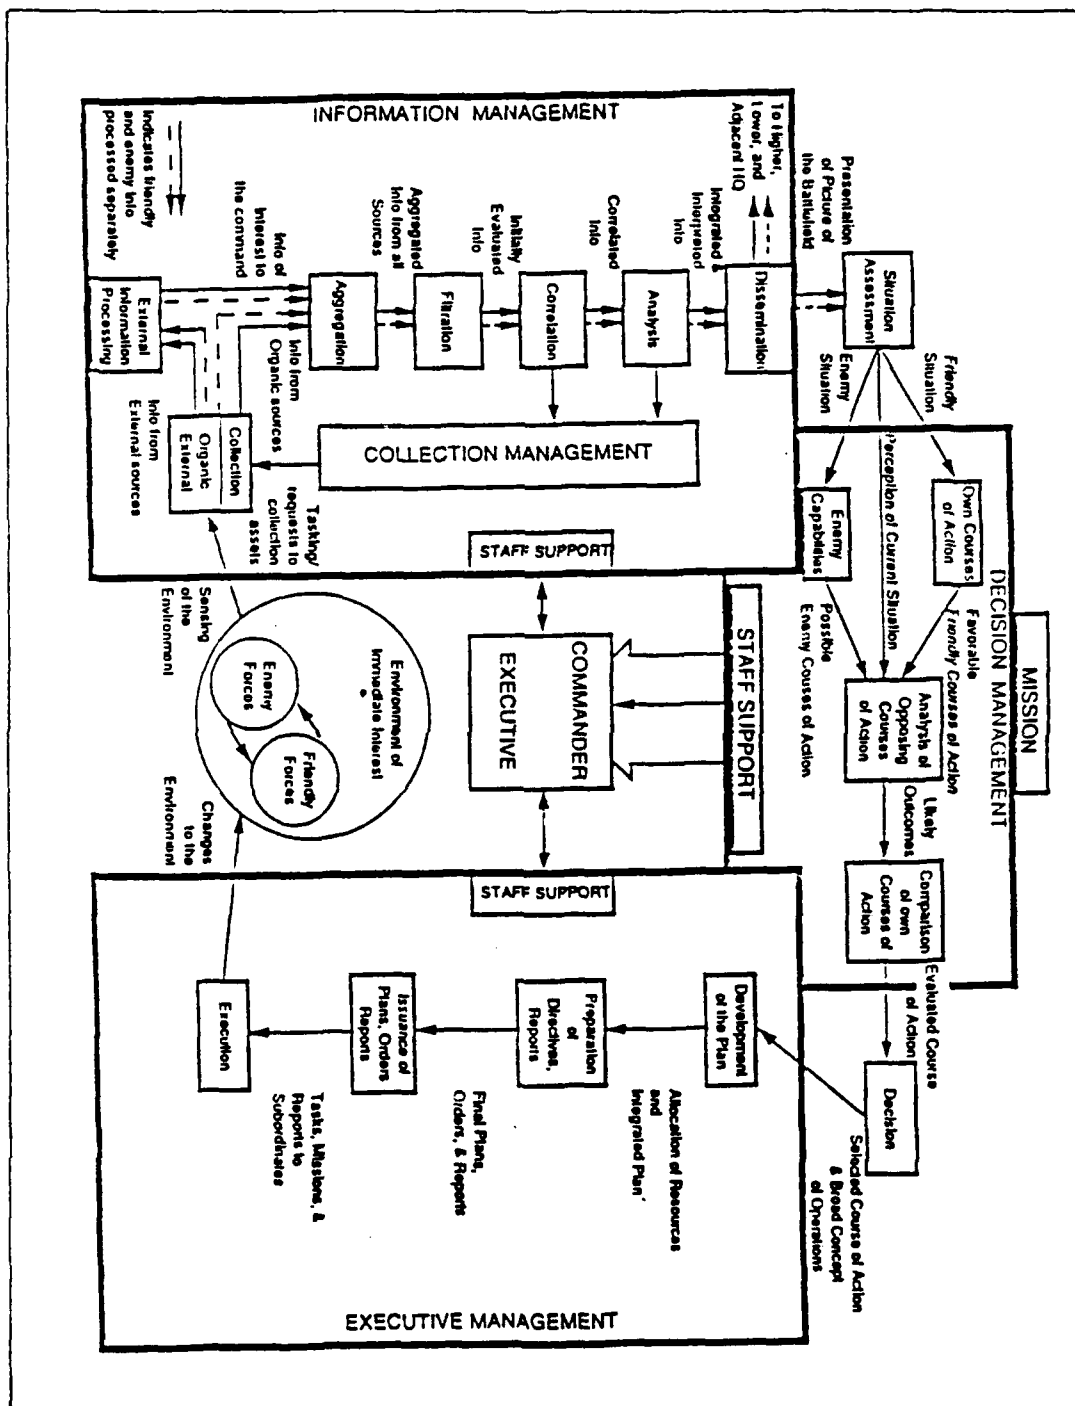 MISSION
DECISION MANAGEMENT
Situation
Assessment
Friendly
Situation
Enemy
Situation
Perception of Current Situation
Own Courses
of Action
Enemy
Capabilities
Favorable
Friendly Courses of Action
Possible
Enemy Couses of Action
Analysis of
Opposing
Courses
of Action
Likely
Outcomes
Comparison
of own
Courses of
Action
Evaluated Course
of Action
Decision
Selected Course of Action
& Broad Concept
of Operations
Presentation
of Picture of
the Battlefield
INFORMATION MANAGEMENT
To Higher,
Lower, and
Adjacent HQ
Dissemination
Integrated &
Interpreted
Info
Analysis
Correlated
Info
Correlation
Initially
Evaluated
Info
Filtration
Aggregated
Info from all
Sources
Aggregation
Info of
Interest to
the command
Info from
Organic sources
External
Information
Processing
Indicates friendly
and enemy info
processed separately
COLLECTION MANAGEMENT
Collection
Organic
External
Info from
External sources
Tasking/
requests to
collection
assets
STAFF SUPPORT
STAFF SUPPORT
COMMANDER
EXECUTIVE
Environment of
Immediate Interest
Enemy
Forces
Friendly
Forces
Sensing
of the
Environment
Changes
to the
Environment
STAFF SUPPORT
Development
of the Plan
Allocation of Resources
and
Integrated Plan
Preparation
of
Directives,
Reports
Final Plans,
Orders, & Reports
Issuance of
Plans, Orders
Reports
Tasks, Missions, &
Reports to
Subordinates
Execution
EXECUTIVE MANAGEMENT